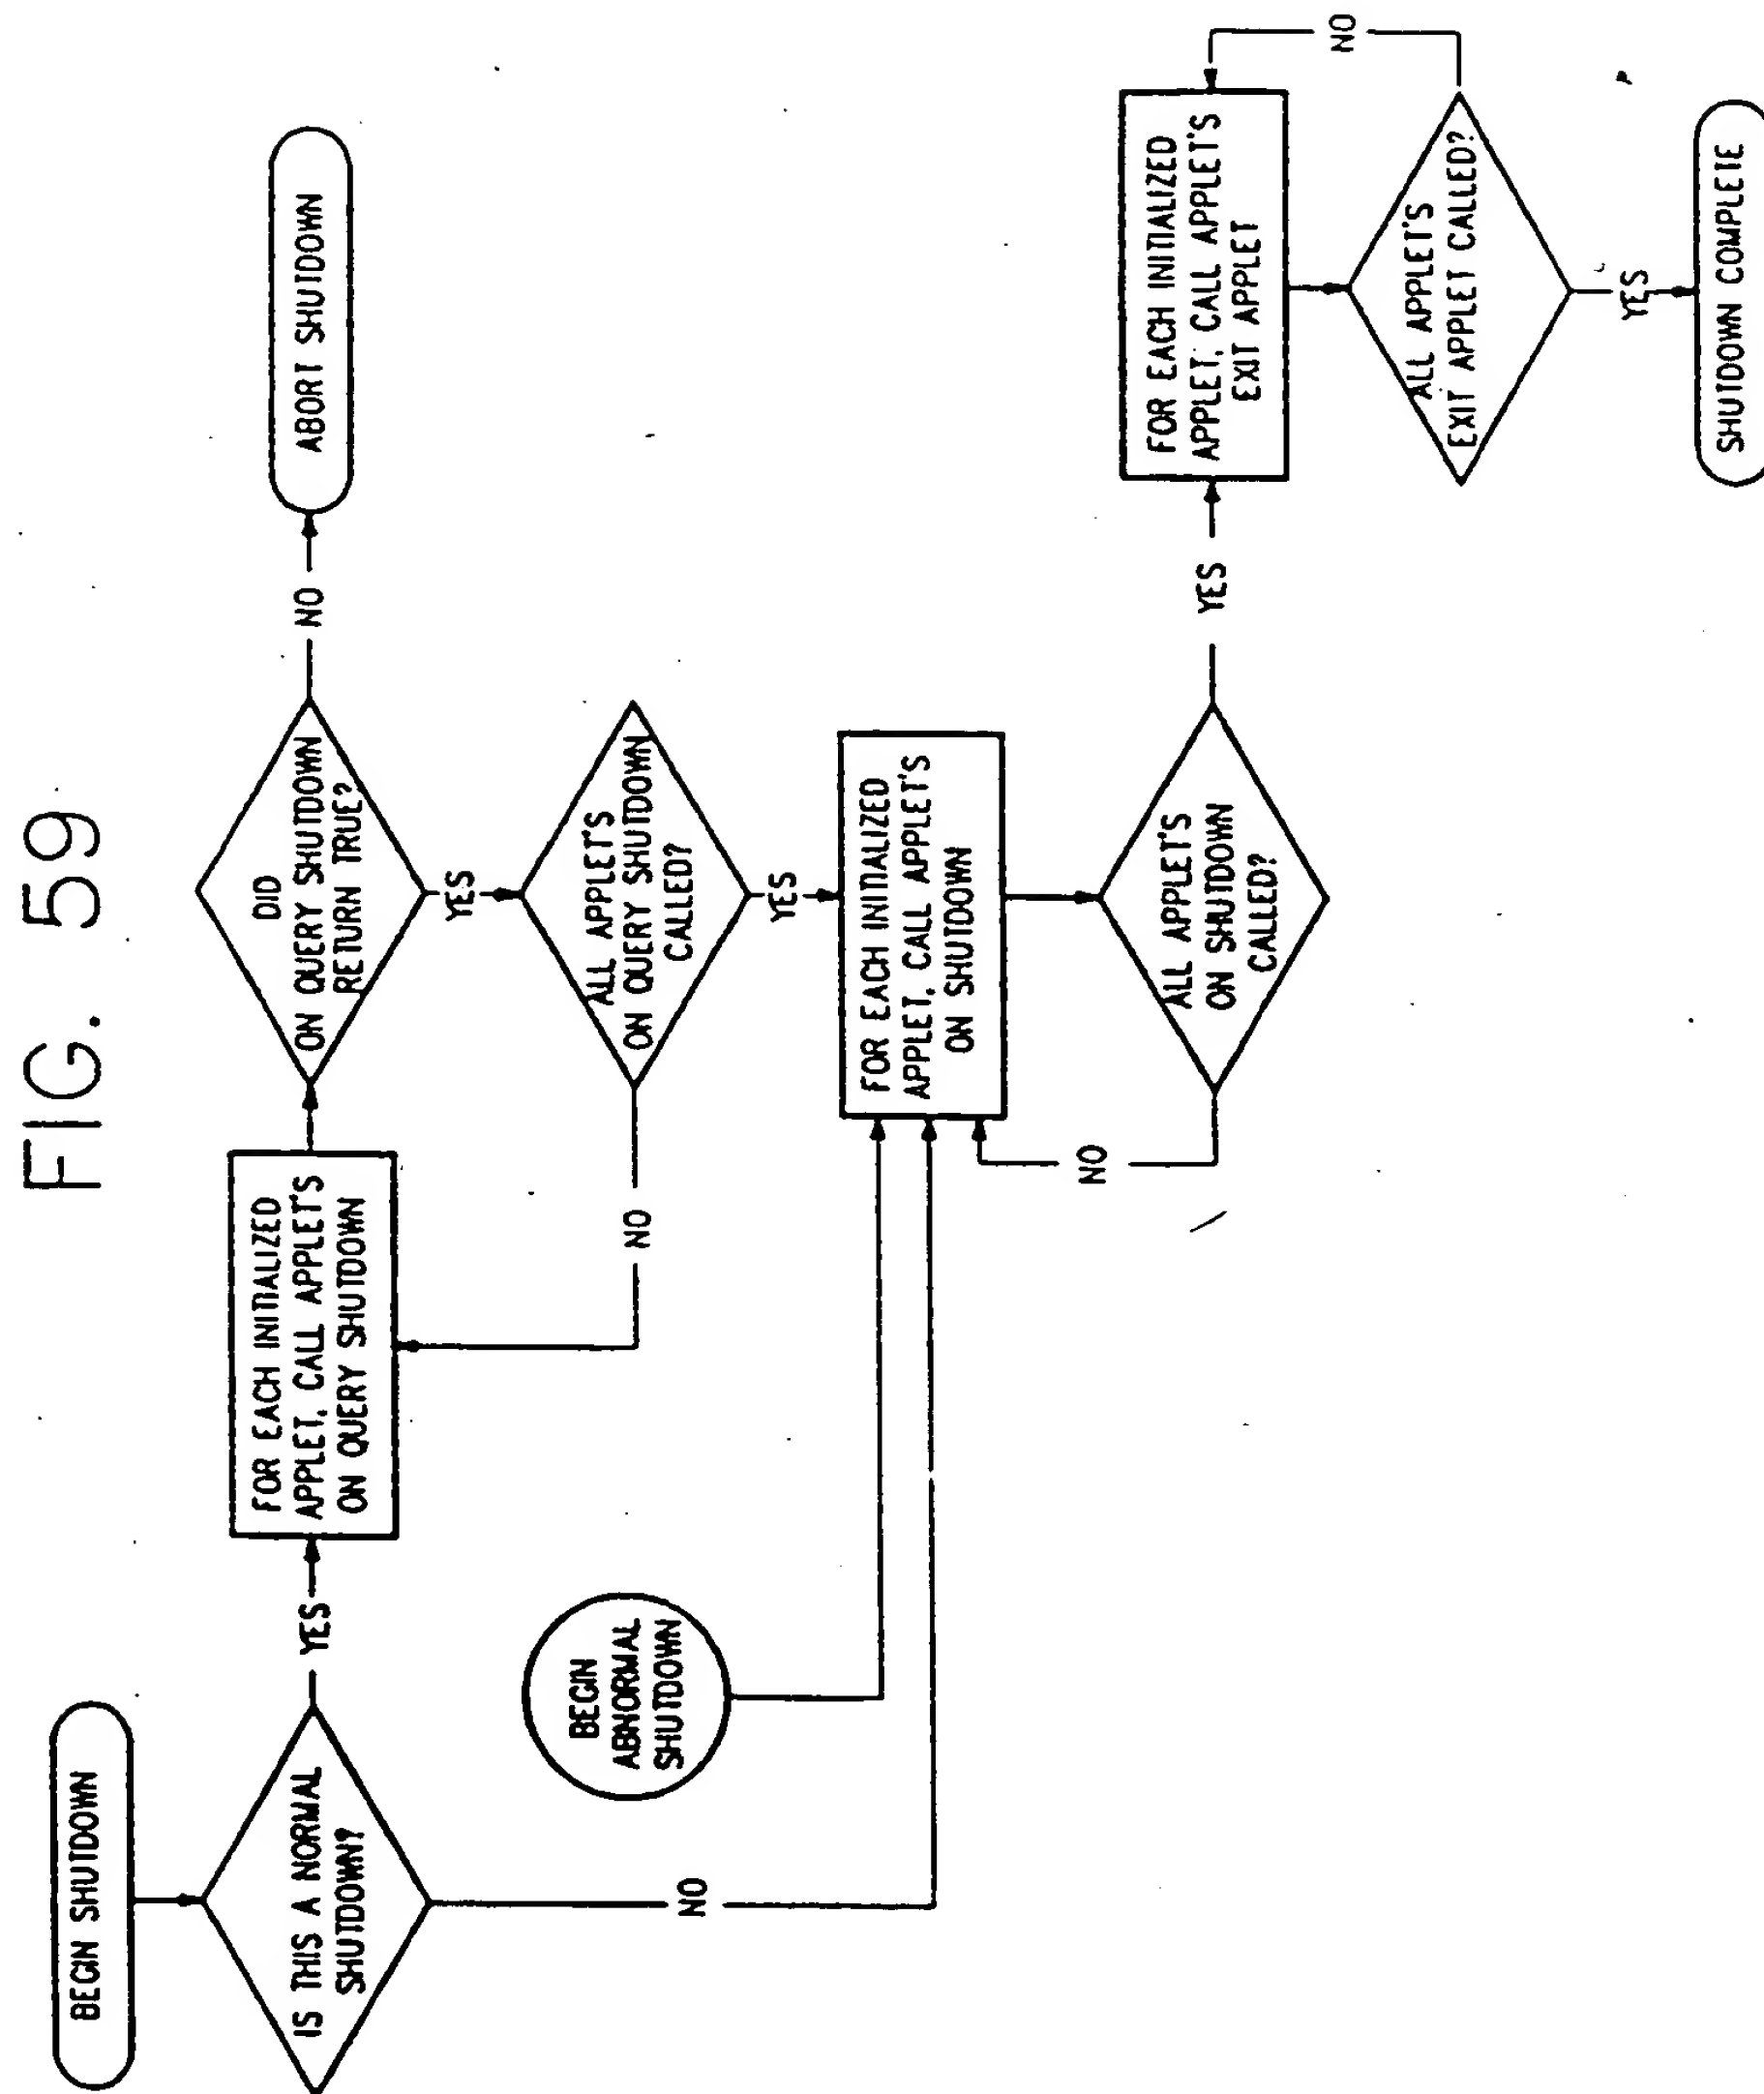 FIG. 59
BEGIN SHUTDOWN
IS THIS A NORMAL
SHUTDOWN?
YES
NO
FOR EACH INITIALIZED
APPLET, CALL APPLET'S
ON QUERY SHUTDOWN
DID
ON QUERY SHUTDOWN
RETURN TRUE?
NO
ABORT SHUTDOWN
YES
ALL APPLET'S
ON QUERY SHUTDOWN
CALLED?
NO
YES
BEGIN
ABNORMAL
SHUTDOWN
FOR EACH INITIALIZED
APPLET, CALL APPLET'S
ON SHUTDOWN
ALL APPLET'S
ON SHUTDOWN
CALLED?
NO
YES
FOR EACH INITIALIZED
APPLET, CALL APPLET'S
EXIT APPLET
ALL APPLET'S
EXIT APPLET CALLED?
NO
YES
SHUTDOWN COMPLETE